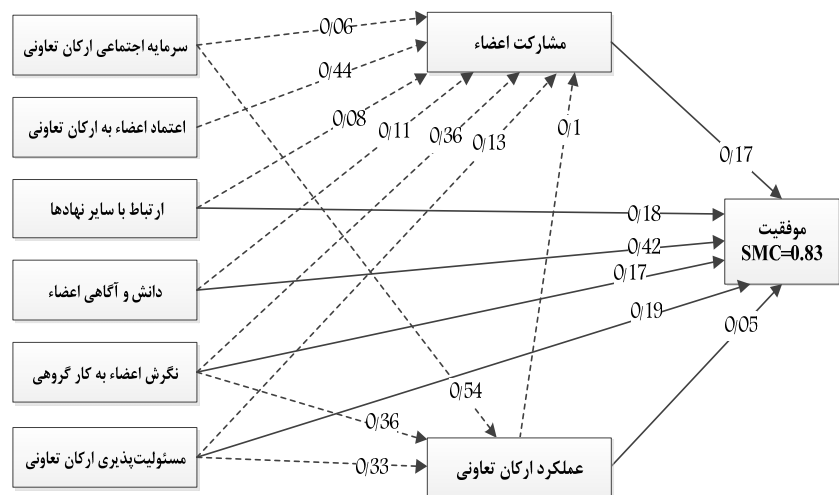 سرمایه اجتماعی ارکان تعاونی
اعتماد اعضاء به ارکان تعاونی
ارتباط با سایر نهادها
دانش و آگاهی اعضاء
نگرش اعضاء به کار گروهی
مسئولیت‌پذیری ارکان تعاونی
مشارکت اعضاء
عملکرد ارکان تعاونی
موفقیت
SMC=0.83
0/06
0/44
0/08
0/11
0/36
0/13
0/1
0/17
0/18
0/42
0/17
0/19
0/05
0/54
0/36
0/33